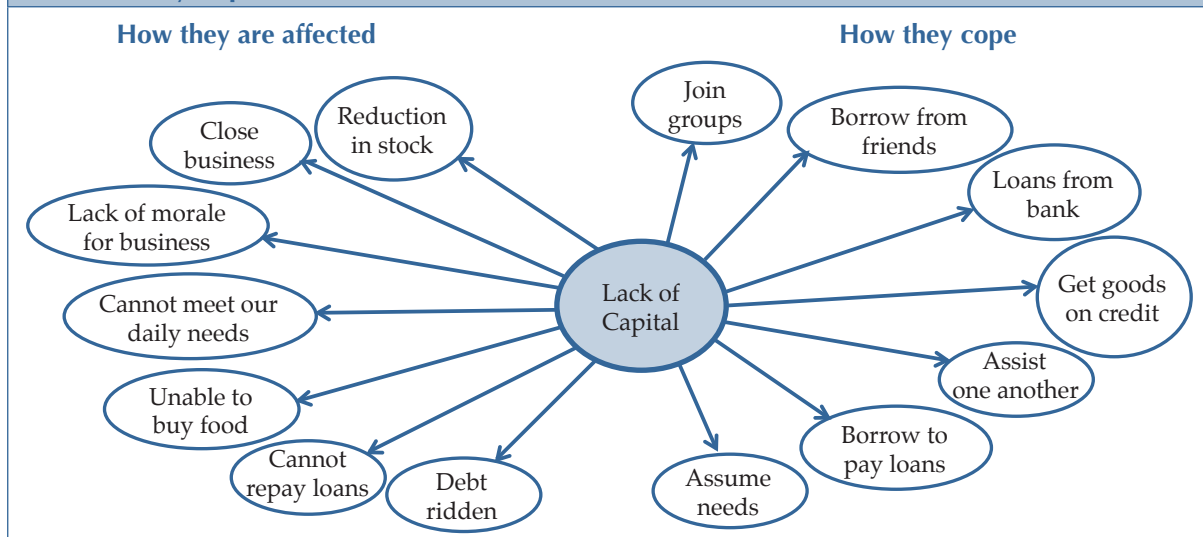 How they are affected
How they cope
Close
business
Reduction
in stock
Join
groups
Borrow from
friends
Lack of morale
for business
Loans from
bank
Cannot meet our
daily needs
Lack of
Capital
Get goods
on credit
Unable to
buy food
Assist
one another
Cannot
repay loans
Debt
ridden
Assume
needs
Borrow to
pay loans